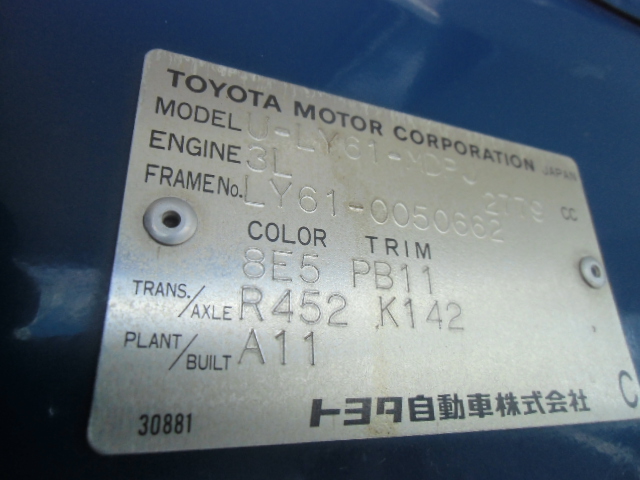 TOYOTA MOTOR CORPORATION JAPAN
MODEL
ENGINE 3L 2779 CC
FRAME No. LY61-0050662
COLOR TRIM
8E5 PB11
TRANS./AXLE R452 K142
PLANT/BUILT A11
30881 トヨタ自動車株式会社 C